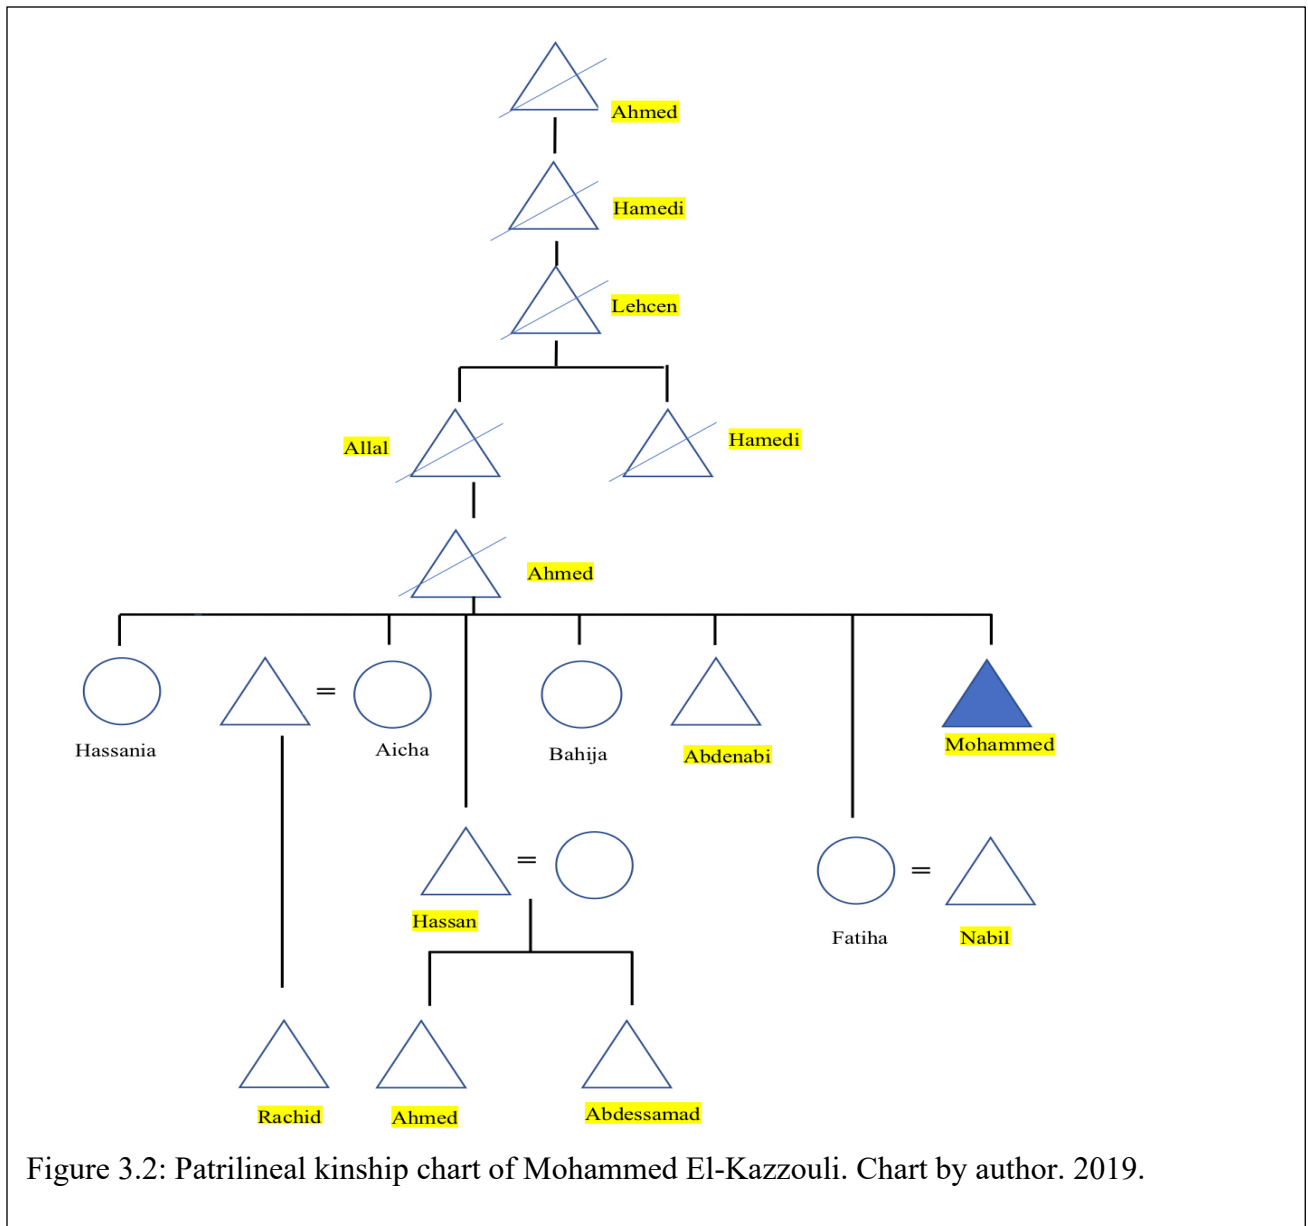 Ahmed
Hamedi
Lehcen
Allal
Hamedi
Ahmed
=
Hassania
Aicha
Bahija
Abdenabi
Mohammed
=
=
Hassan
Fatiha
Nabil
Rachid
Ahmed
Abdessamad
Figure 3.2: Patrilineal kinship chart of Mohammed El-Kazzouli. Chart by author. 2019.